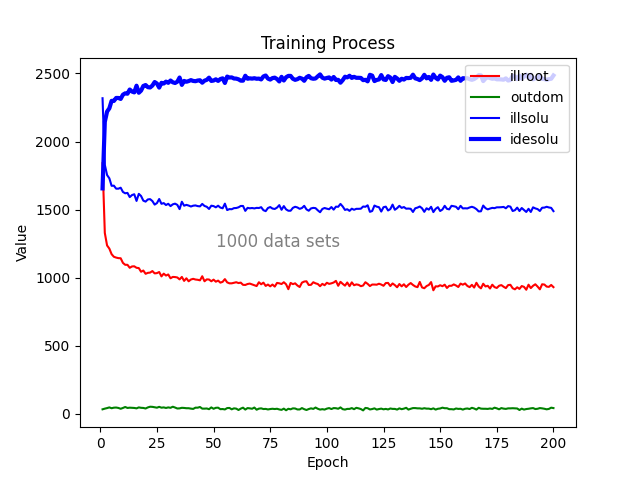 Training Process
2500
2000
1500
1000
500
0
Value
illroot
outdom
illsolu
idesolu
1000 data sets
0 25 50 75 100 125 150 175 200
Epoch